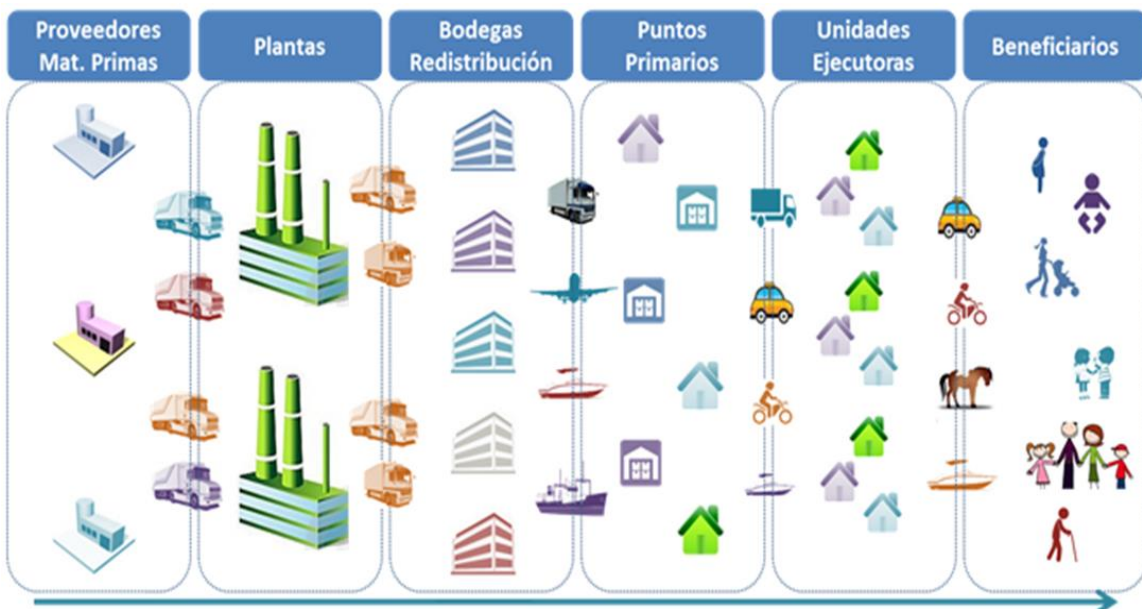 Proveedores
Mat. Primas
Plantas
Bodegas
Redistribución
Puntos
Primarios
Unidades
Ejecutoras
Beneficiarios